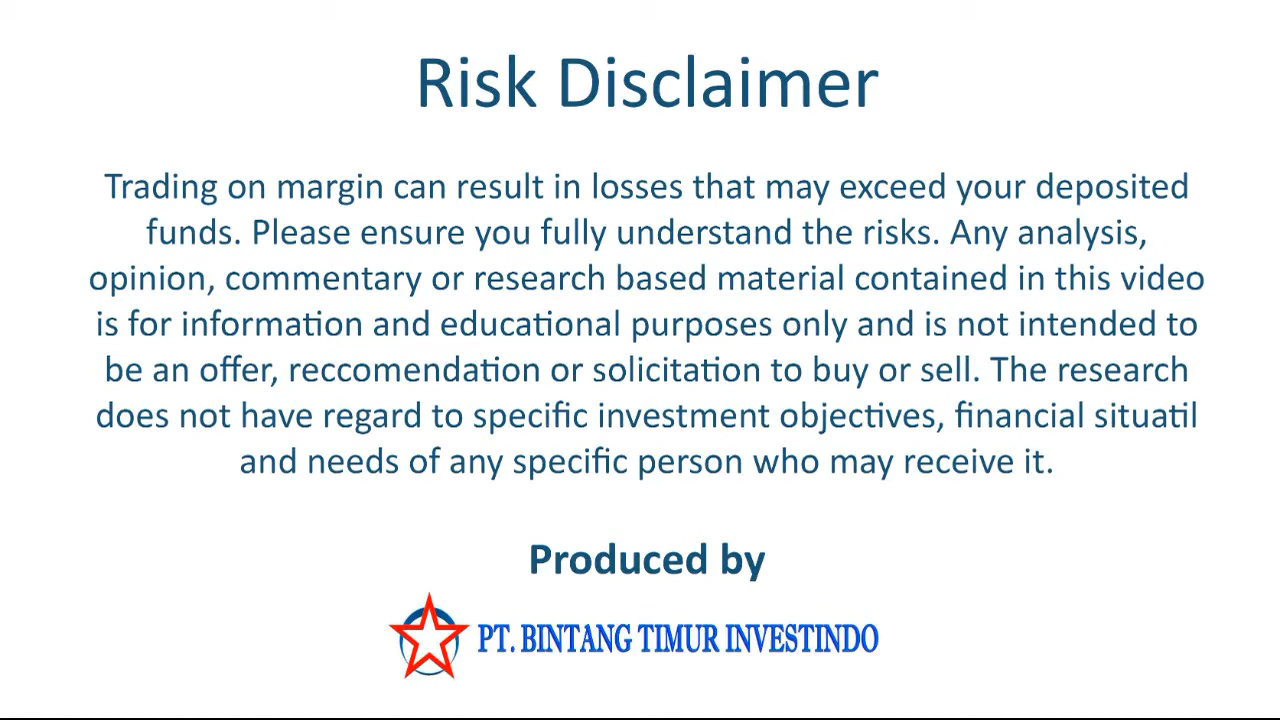 Risk Disclaimer
Trading on margin can result in losses that may exceed your deposited
funds. Please ensure you fully understand the risks. Any analysis,
opinion, commentary or research based material contained in this video
is for information and educational purposes only and is not intended to
be an offer, reccomendation or solicitation to buy or sell. The research
does not have regard to specific investment objectives, financial situatil
and needs of any specific person who may receive it.
Produced by
PT. BINTANG TIMUR INVESTINDO